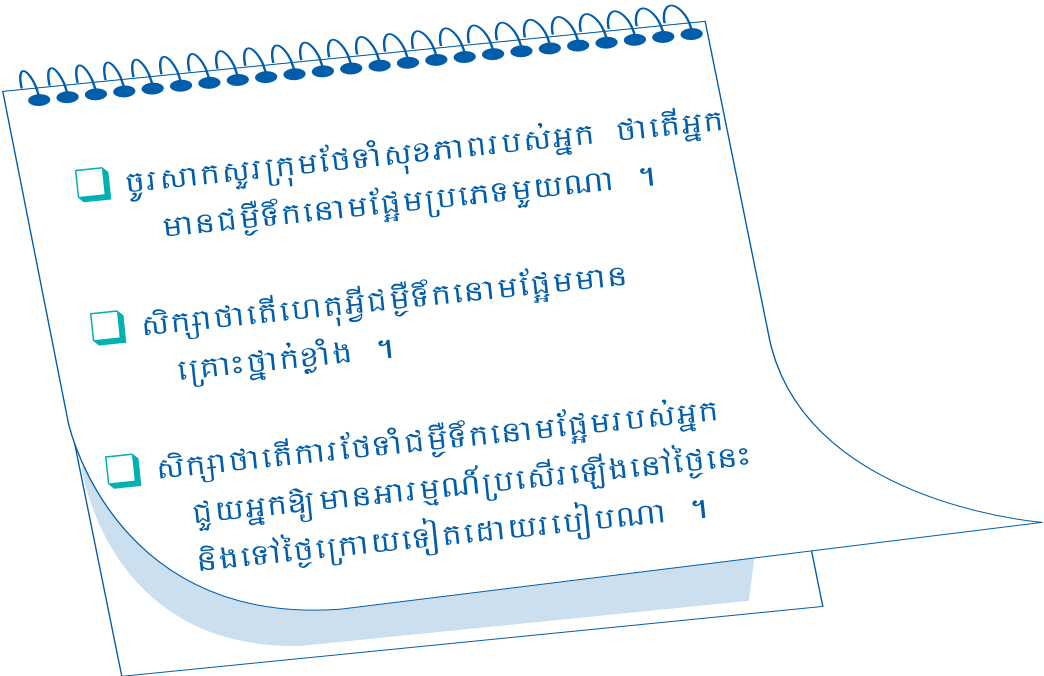 ចូរសាកសួរក្រុមថែទាំសុខភាពរបស់អ្នក ថាតើអ្នក
មានជម្ងឺទឹកនោមផ្អែមប្រភេទមួយណា ។
សិក្សាថាតើហេតុអ្វីជម្ងឺទឹកនោមផ្អែមមាន
គ្រោះថ្នាក់ខ្លាំង ។
សិក្សាថាតើការថែទាំជម្ងឺទឹកនោមផ្អែមរបស់អ្នក
ជួយអ្នកឱ្យមានអារម្មណ៍ប្រសើរឡើងនៅថ្ងៃនេះ
និងទៅថ្ងៃក្រោយទៀតដោយរបៀបណា ។